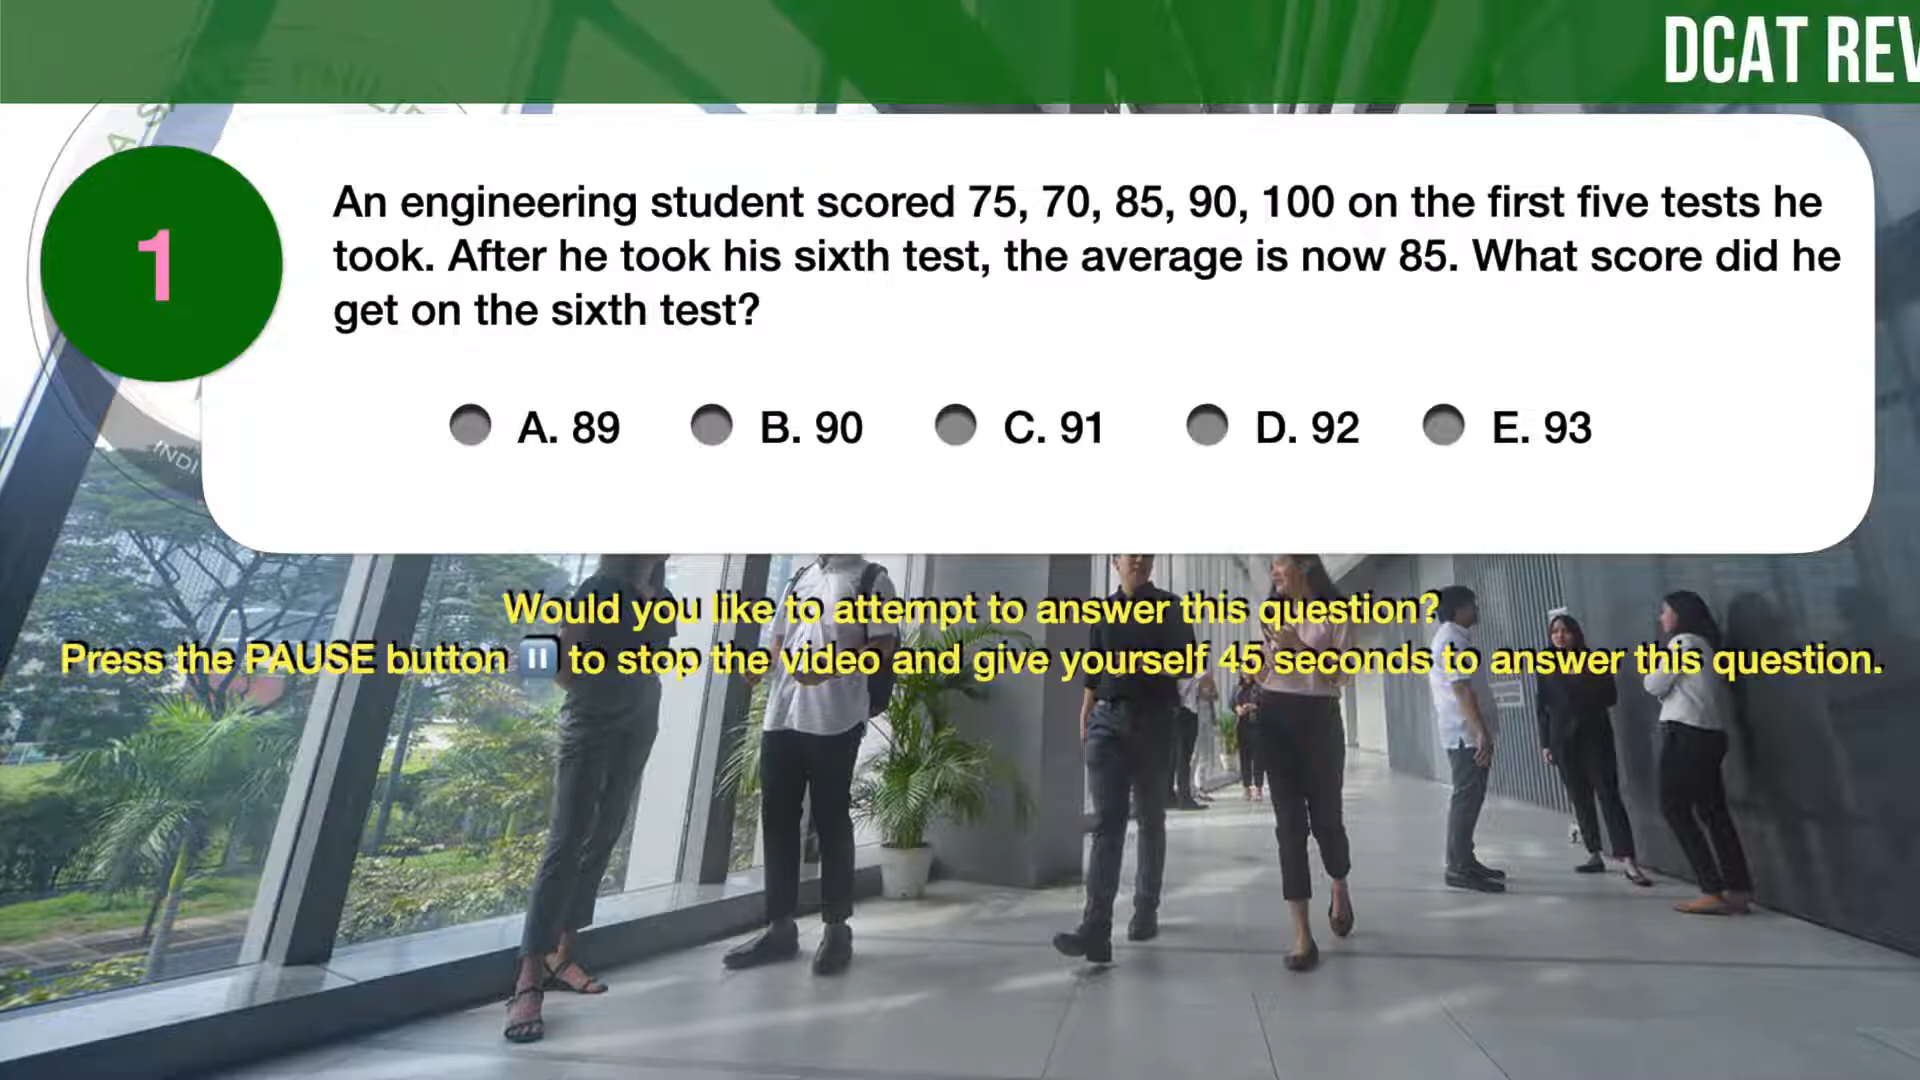 DCAT REV
1
An engineering student scored 75, 70, 85, 90, 100 on the first five tests he
took. After he took his sixth test, the average is now 85. What score did he
get on the sixth test?
A. 89 B. 90 C. 91 D. 92 E. 93
INDI
Would you like to attempt to answer this question?
Press the PAUSE button ⏸ to stop the video and give yourself 45 seconds to answer this question.